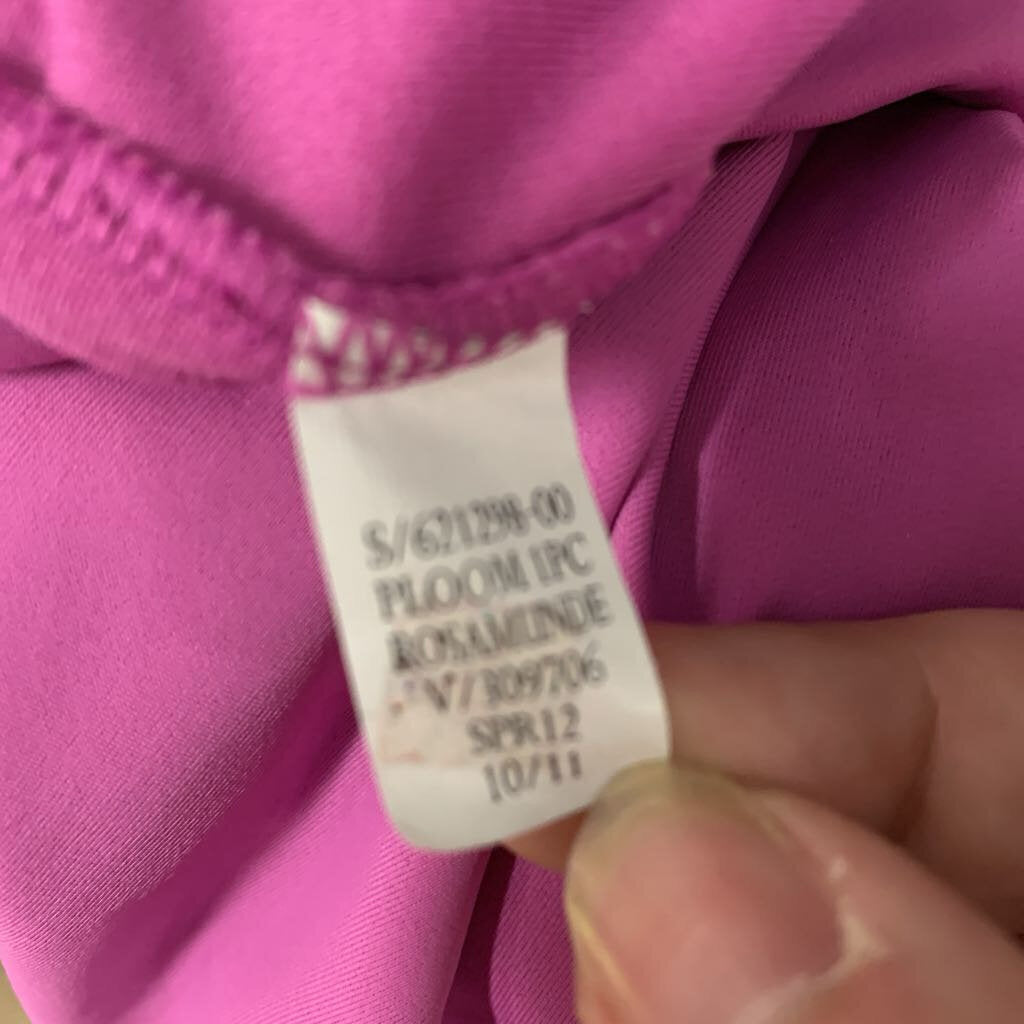 S/621298-00
PLOOM 1PC
ROSAMUNDE
V/309706
SPR12
10/11